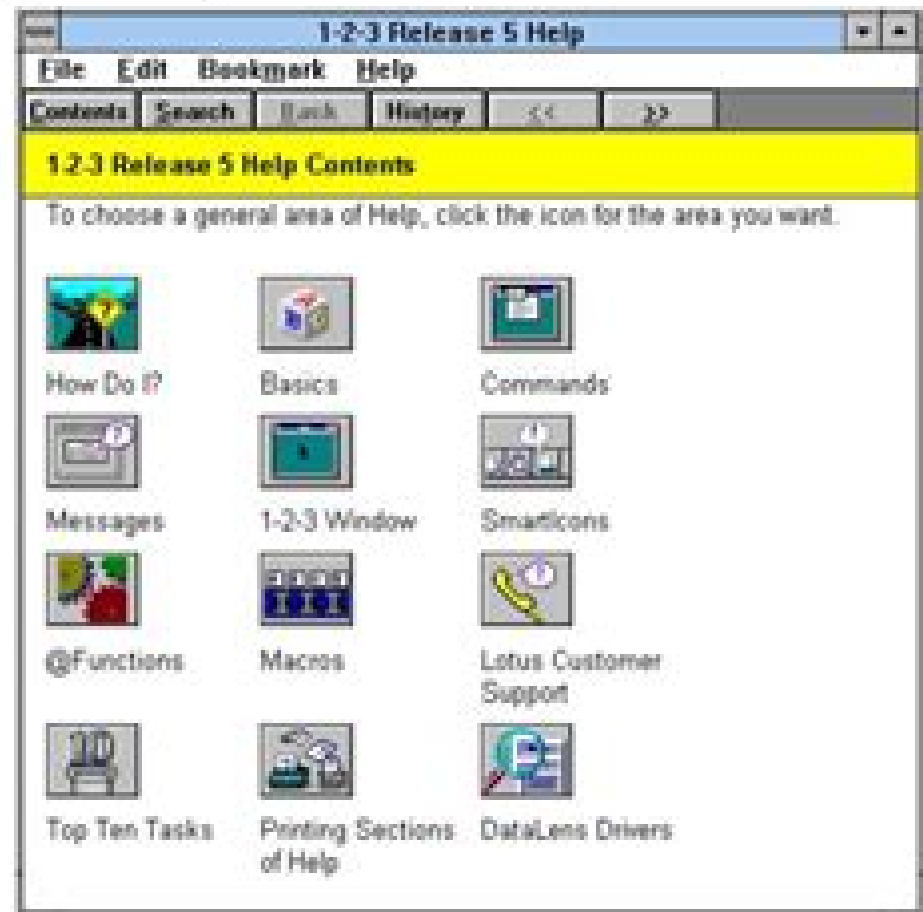 1-2-3 Release 5 Help
File Edit Bookmark Help
Contents Search Back History << >>
1-2-3 Release 5 Help Contents
To choose a general area of Help, click the icon for the area you want.
How Do I? Basics Commands
Messages 1-2-3 Window SmartIcons
@Functions Macros Lotus Customer
Support
Top Ten Tasks Printing Sections DataLens Drivers
of Help